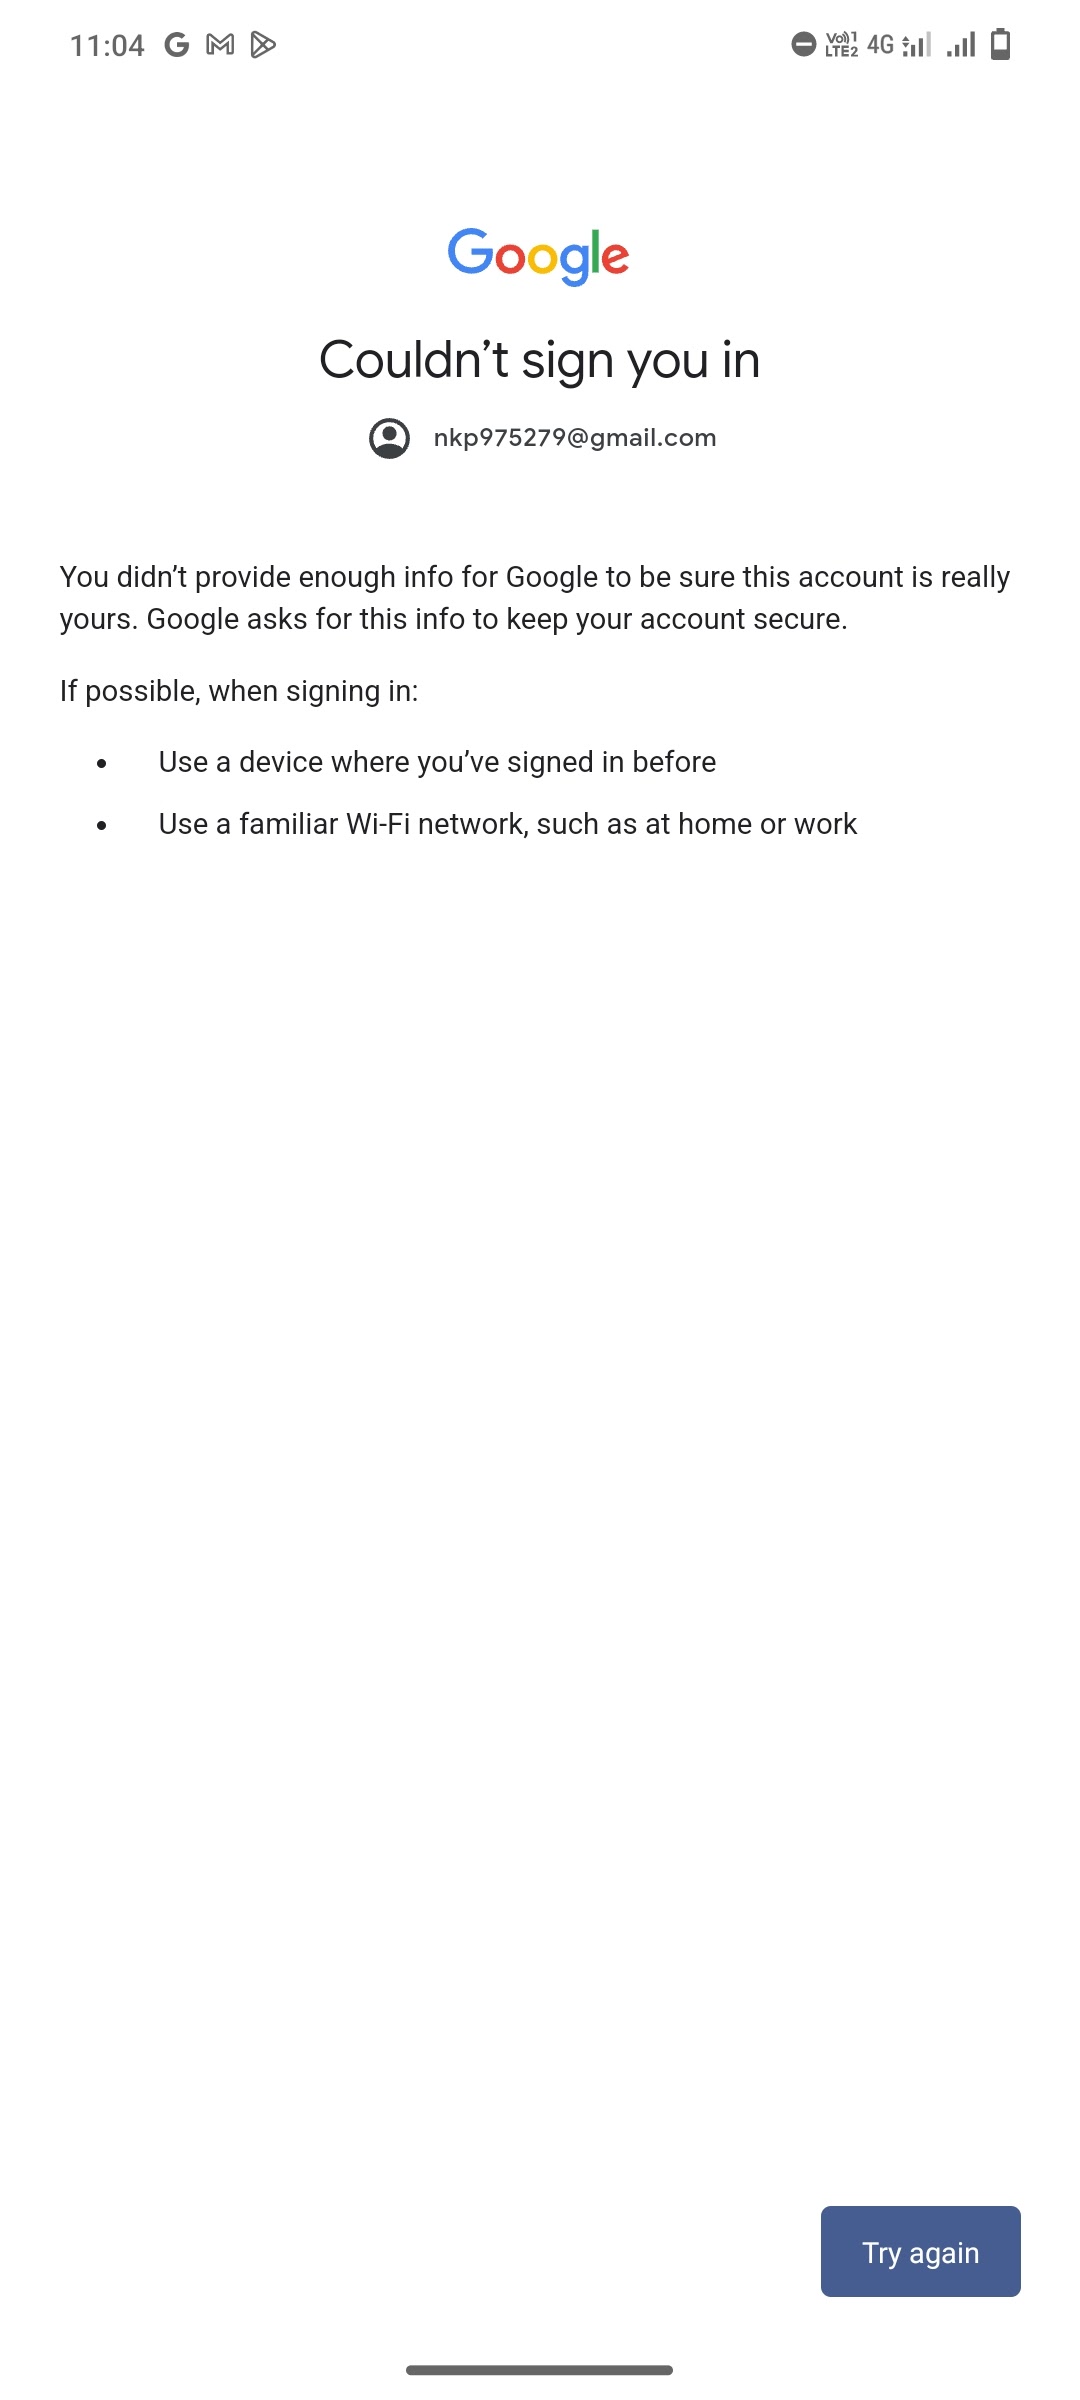 11:04
Vo))1
LTE2
4G
Google
Couldn’t sign you in
nkp975279@gmail.com
You didn’t provide enough info for Google to be sure this account is really
yours. Google asks for this info to keep your account secure.
If possible, when signing in:
• Use a device where you’ve signed in before
• Use a familiar Wi-Fi network, such as at home or work
Try again